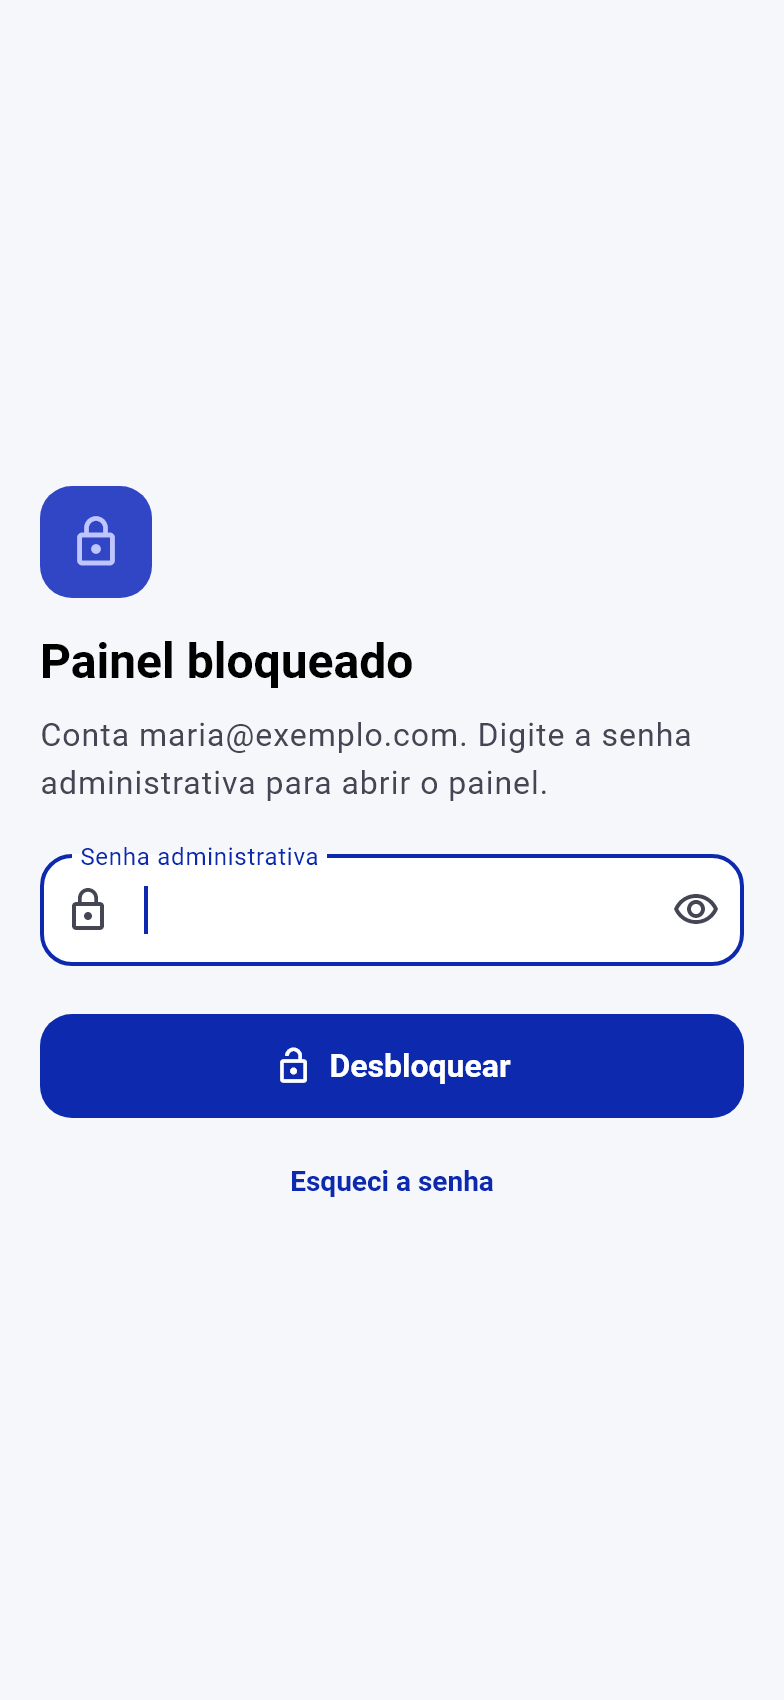 Painel bloqueado
Conta maria@exemplo.com. Digite a senha
administrativa para abrir o painel.
Senha administrativa
Desbloquear
Esqueci a senha